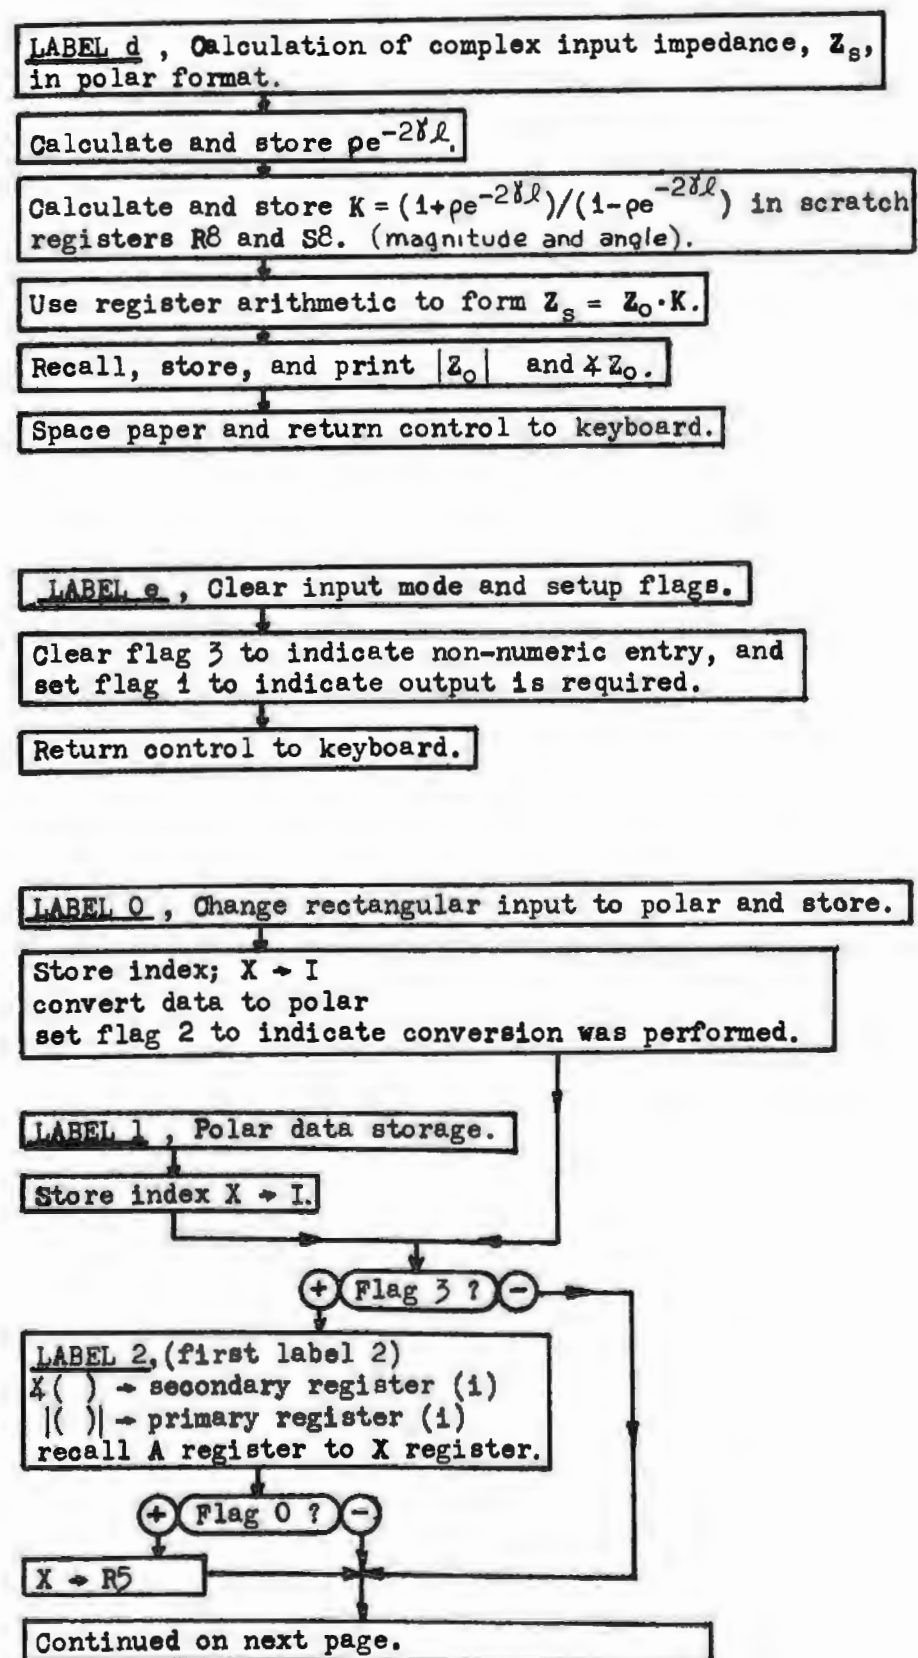 LABEL d , Calculation of complex input impedance, Zₛ,
in polar format.
Calculate and store ρe⁻²ᵞˡ.
Calculate and store K = (1+ρe⁻²ᵞˡ)/(1-ρe⁻²ᵞˡ) in scratch
registers R8 and S8. (magnitude and angle).
Use register arithmetic to form Zₛ = Zₒ·K.
Recall, store, and print |Zₒ| and ∡Zₒ.
Space paper and return control to keyboard.
LABEL e , Clear input mode and setup flags.
Clear flag 3 to indicate non-numeric entry, and
set flag 1 to indicate output is required.
Return control to keyboard.
LABEL 0 , Change rectangular input to polar and store.
Store index; X → I
convert data to polar
set flag 2 to indicate conversion was performed.
LABEL 1 , Polar data storage.
Store index X → I.
+ Flag 3 ? −
LABEL 2, (first label 2)
∡( ) → secondary register (i)
|( )| → primary register (i)
recall A register to X register.
+ Flag 0 ? −
X → R5
Continued on next page.